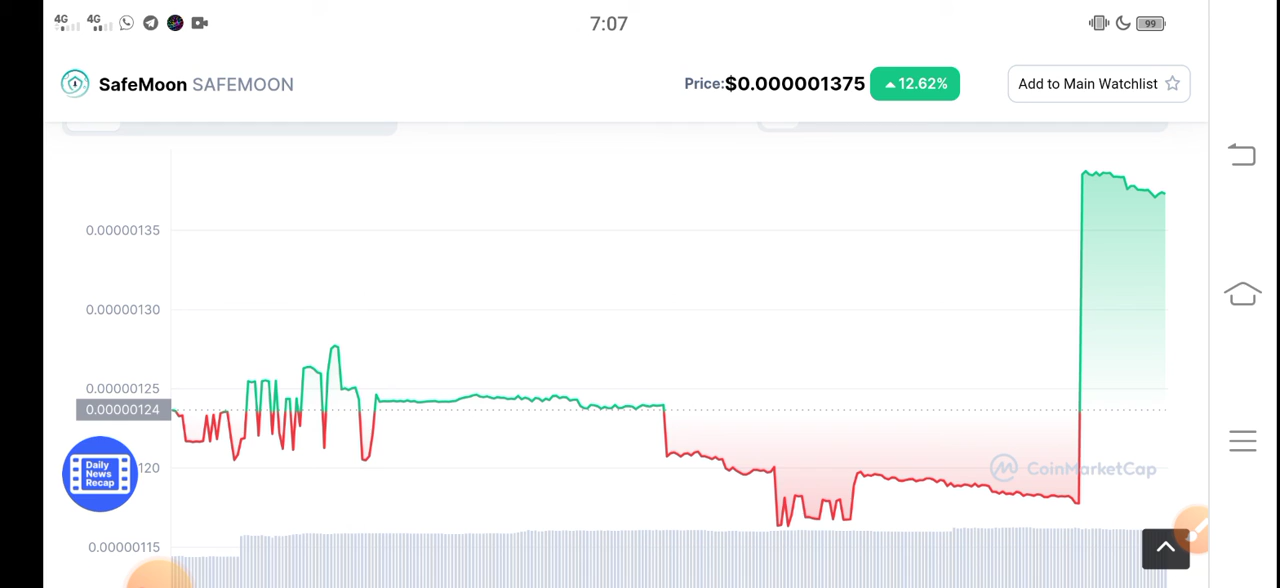 4G 4G 7:07 99
SafeMoon SAFEMOON Price:$0.000001375 12.62% Add to Main Watchlist
0.00000135
0.00000130
0.00000125
0.00000124
Daily
News
Recap
120
CoinMarketCap
0.00000115